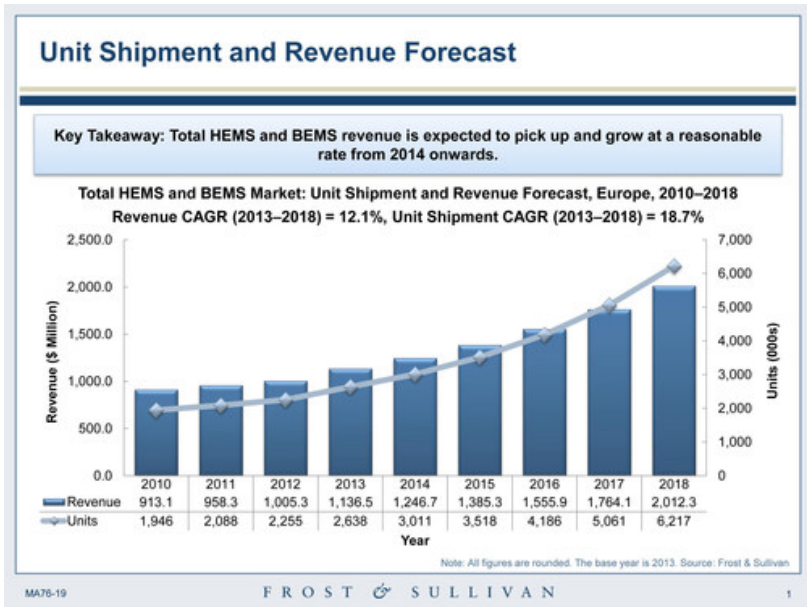 Unit Shipment and Revenue Forecast
Key Takeaway: Total HEMS and BEMS revenue is expected to pick up and grow at a reasonable
rate from 2014 onwards.
Total HEMS and BEMS Market: Unit Shipment and Revenue Forecast, Europe, 2010–2018
Revenue CAGR (2013–2018) = 12.1%, Unit Shipment CAGR (2013–2018) = 18.7%
Revenue ($ Million)
2,500.0
2,000.0
1,500.0
1,000.0
500.0
0.0
7,000
6,000
5,000
4,000
3,000
2,000
1,000
0
Units (000s)
2010 2011 2012 2013 2014 2015 2016 2017 2018
Revenue 913.1 958.3 1,005.3 1,136.5 1,246.7 1,385.3 1,555.9 1,764.1 2,012.3
Units 1,946 2,088 2,255 2,638 3,011 3,518 4,186 5,061 6,217
Year
Note: All figures are rounded. The base year is 2013. Source: Frost & Sullivan
MA76-19 FROST & SULLIVAN 1